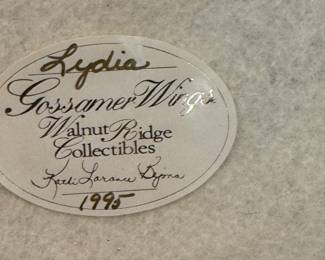 Lydia
Gossamer Wings
Walnut Ridge
Collectibles
1995